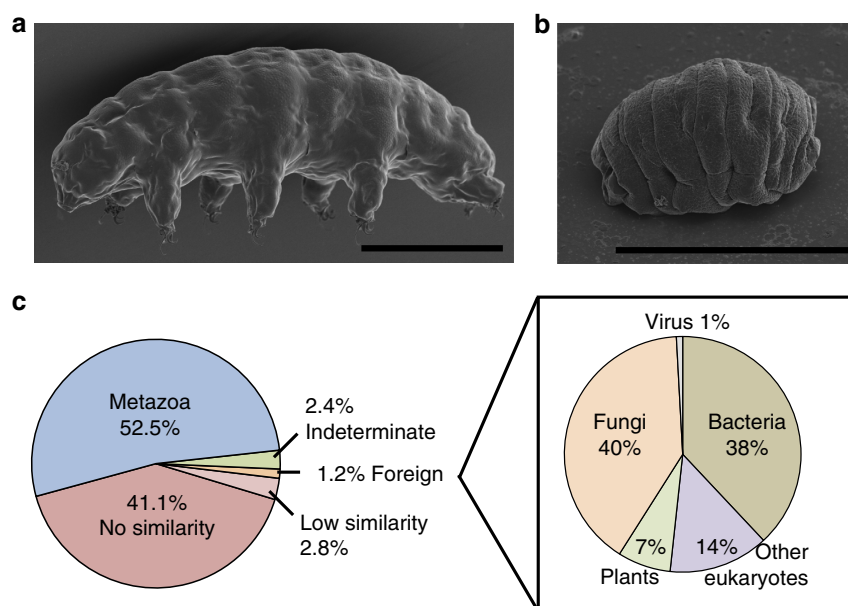 a
b
c
Metazoa
52.5%
2.4%
Indeterminate
1.2% Foreign
41.1%
No similarity
Low similarity
2.8%
Virus 1%
Fungi
40%
Bacteria
38%
7%
Plants
14%
Other
eukaryotes